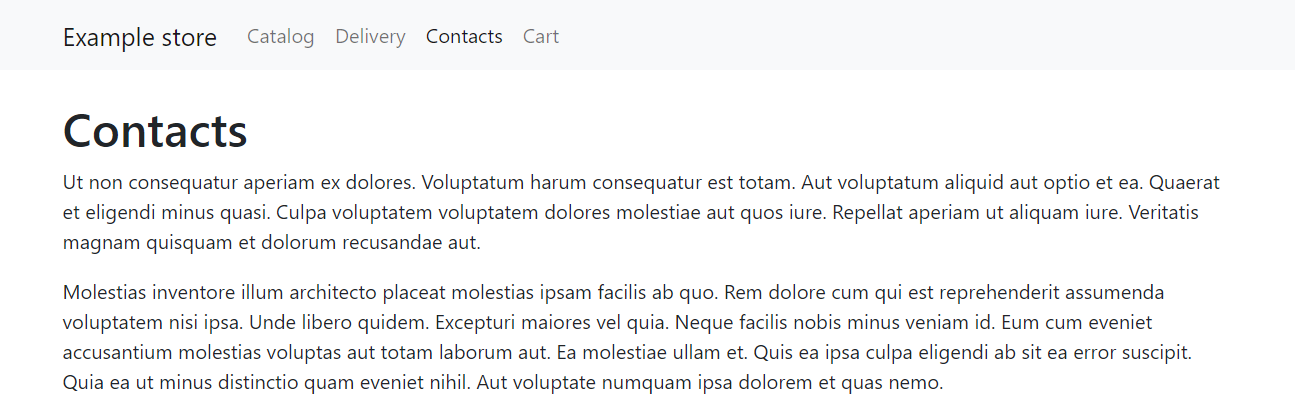 Example store Catalog Delivery Contacts Cart
Contacts
Ut non consequatur aperiam ex dolores. Voluptatum harum consequatur est totam. Aut voluptatum aliquid aut optio et ea. Quaerat
et eligendi minus quasi. Culpa voluptatem voluptatem dolores molestiae aut quos iure. Repellat aperiam ut aliquam iure. Veritatis
magnam quisquam et dolorum recusandae aut.
Molestias inventore illum architecto placeat molestias ipsam facilis ab quo. Rem dolore cum qui est reprehenderit assumenda
voluptatem nisi ipsa. Unde libero quidem. Excepturi maiores vel quia. Neque facilis nobis minus veniam id. Eum cum eveniet
accusantium molestias voluptas aut totam laborum aut. Ea molestiae ullam et. Quis ea ipsa culpa eligendi ab sit ea error suscipit.
Quia ea ut minus distinctio quam eveniet nihil. Aut voluptate numquam ipsa dolorem et quas nemo.